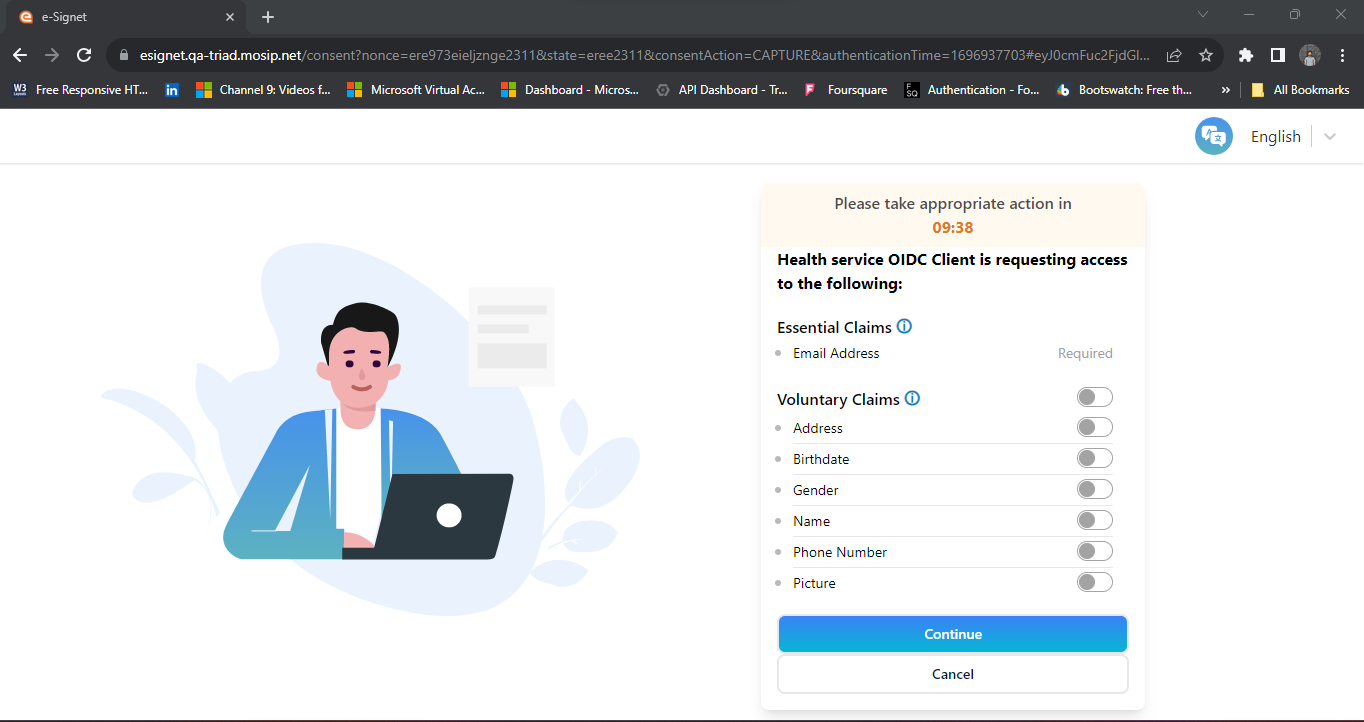 e-Signet
esignet.qa-triad.mosip.net/consent?nonce=ere973eieljznge2311&state=eree2311&consentAction=CAPTURE&authenticationTime=1696937703#eyJ0cmFuc2FjdGl...
W3 Free Responsive HT...
in
Channel 9: Videos f...
Microsoft Virtual Ac...
Dashboard - Micros...
API Dashboard - Tr...
Foursquare
FSQ Authentication - Fo...
b Bootswatch: Free th...
»
All Bookmarks
English
Please take appropriate action in
09:38
Health service OIDC Client is requesting access
to the following:
Essential Claims
Email Address Required
Voluntary Claims
Address
Birthdate
Gender
Name
Phone Number
Picture
Continue
Cancel